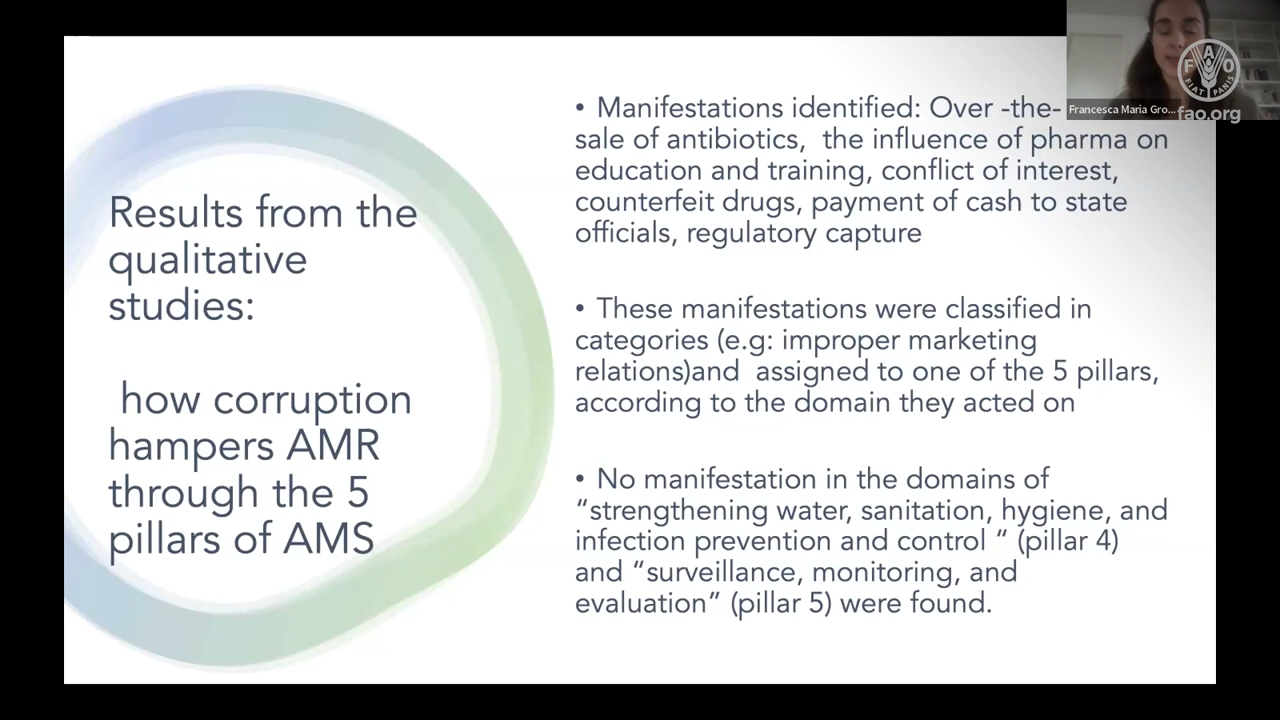 Results from the
qualitative
studies:
how corruption
hampers AMR
through the 5
pillars of AMS
• Manifestations identified: Over -the-
sale of antibiotics, the influence of pharma on
education and training, conflict of interest,
counterfeit drugs, payment of cash to state
officials, regulatory capture
• These manifestations were classified in
categories (e.g: improper marketing
relations)and assigned to one of the 5 pillars,
according to the domain they acted on
• No manifestation in the domains of
“strengthening water, sanitation, hygiene, and
infection prevention and control “ (pillar 4)
and “surveillance, monitoring, and
evaluation” (pillar 5) were found.
Francesca Maria Gro...
F A O
FIAT PANIS
fao.org